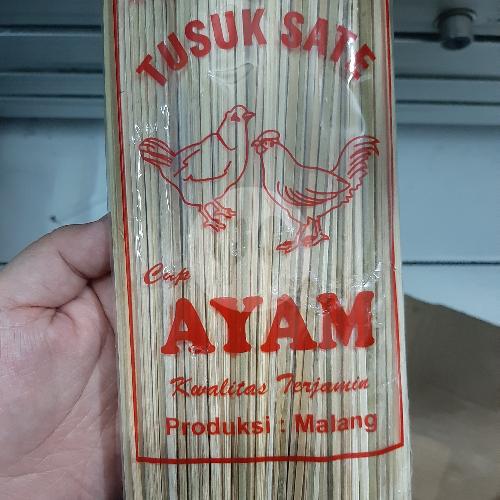 TUSUK SATE
Cap
AYAM
Kwalitas Terjamin
Produksi : Malang